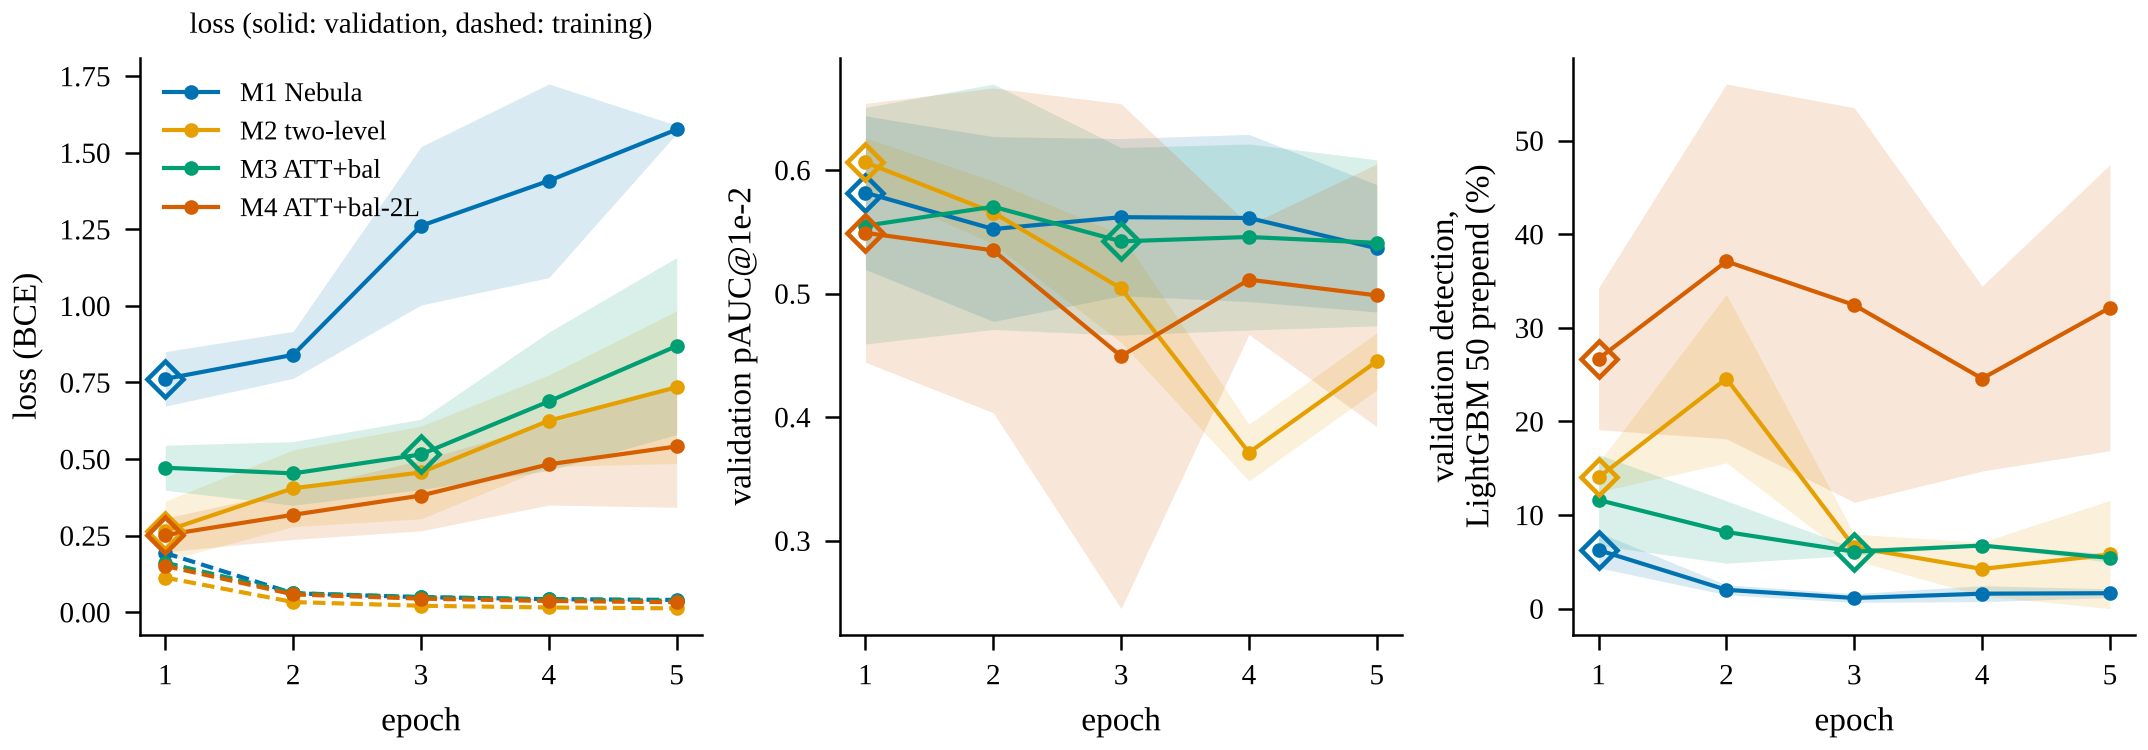 loss (solid: validation, dashed: training)
loss (BCE)
1.75
1.50
1.25
1.00
0.75
0.50
0.25
0.00
M1 Nebula
M2 two-level
M3 ATT+bal
M4 ATT+bal-2L
1 2 3 4 5
epoch
validation pAUC@1e-2
0.6
0.5
0.4
0.3
1 2 3 4 5
epoch
validation detection,
LightGBM 50 prepend (%)
50
40
30
20
10
0
1 2 3 4 5
epoch